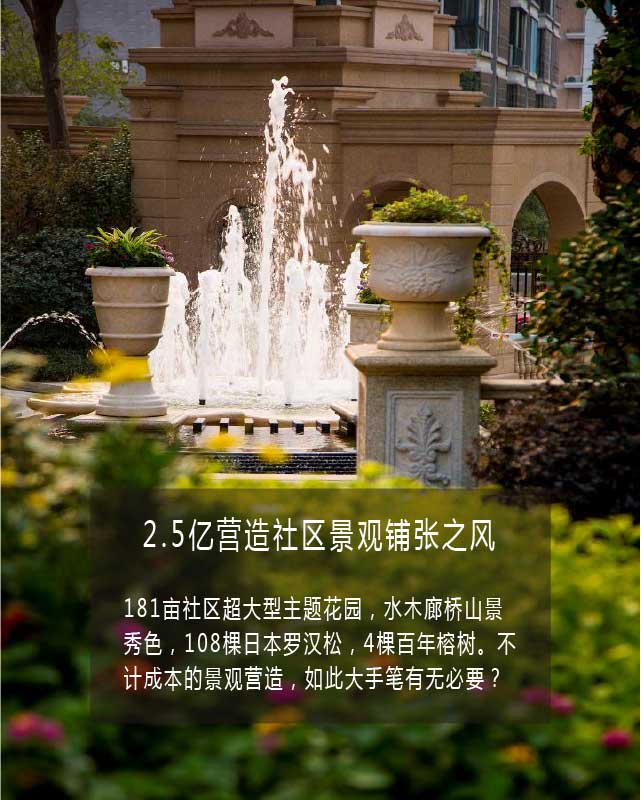 2.5亿营造社区景观铺张之风
181亩社区超大型主题花园，水木廊桥山景
秀色，108棵日本罗汉松，4棵百年榕树。不
计成本的景观营造，如此大手笔有无必要？